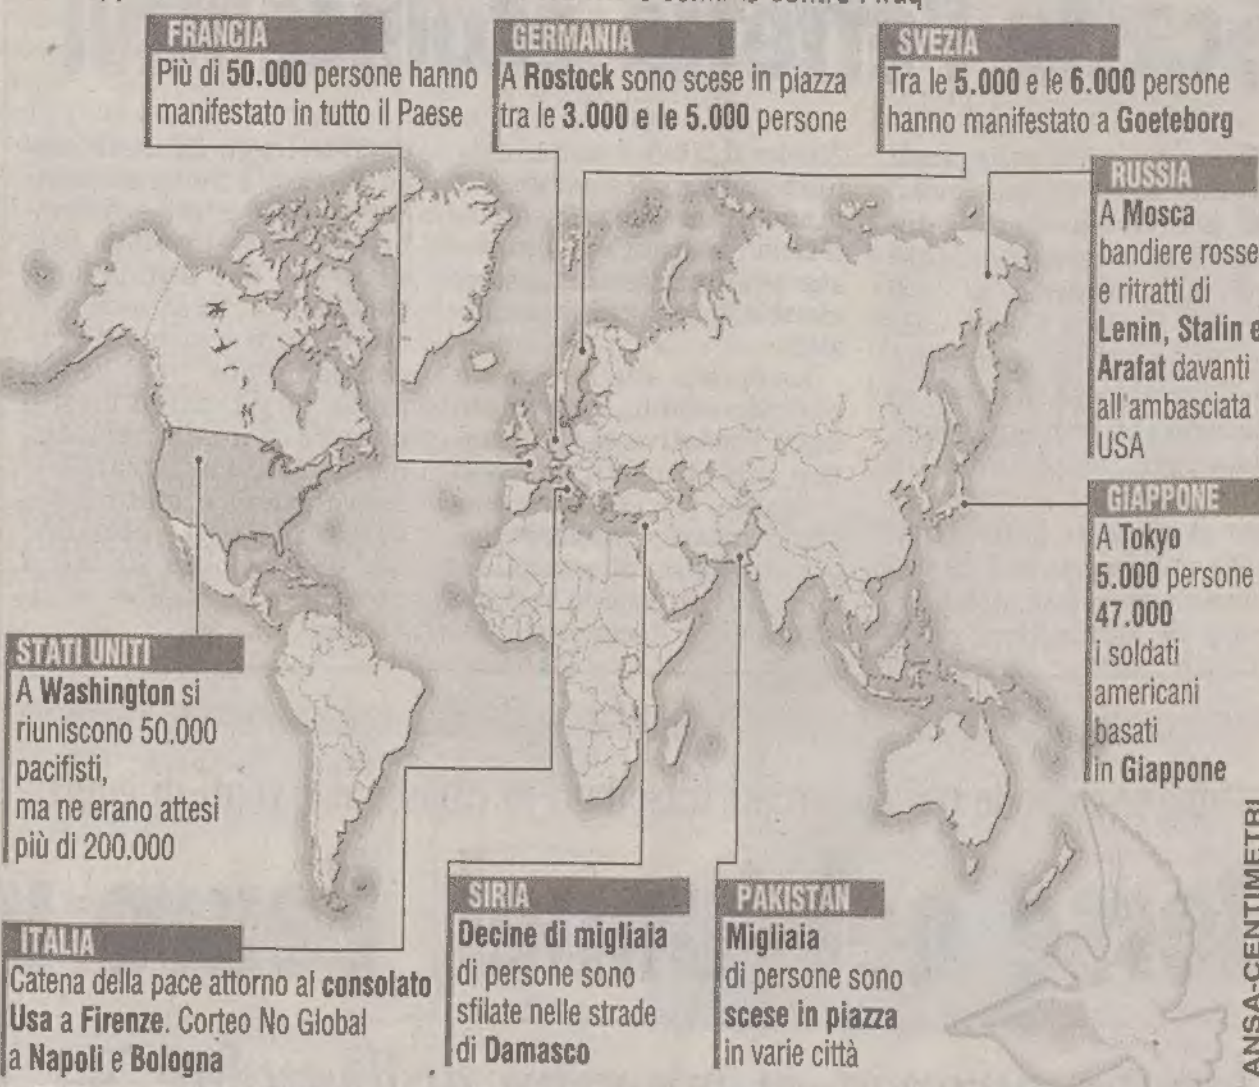 contro l'Iraq
FRANCIA
Più di 50.000 persone hanno
manifestato in tutto il Paese
GERMANIA
A Rostock sono scese in piazza
tra le 3.000 e le 5.000 persone
SVEZIA
Tra le 5.000 e le 6.000 persone
hanno manifestato a Goeteborg
RUSSIA
A Mosca
bandiere rosse
e ritratti di
Lenin, Stalin e
Arafat davanti
all'ambasciata
USA
GIAPPONE
A Tokyo
5.000 persone
47.000
i soldati
americani
basati
in Giappone
STATI UNITI
A Washington si
riuniscono 50.000
pacifisti,
ma ne erano attesi
più di 200.000
ITALIA
Catena della pace attorno al consolato
Usa a Firenze. Corteo No Global
a Napoli e Bologna
SIRIA
Decine di migliaia
di persone sono
sfilate nelle strade
di Damasco
PAKISTAN
Migliaia
di persone sono
scese in piazza
in varie città
ANSA-CENTIMETRI